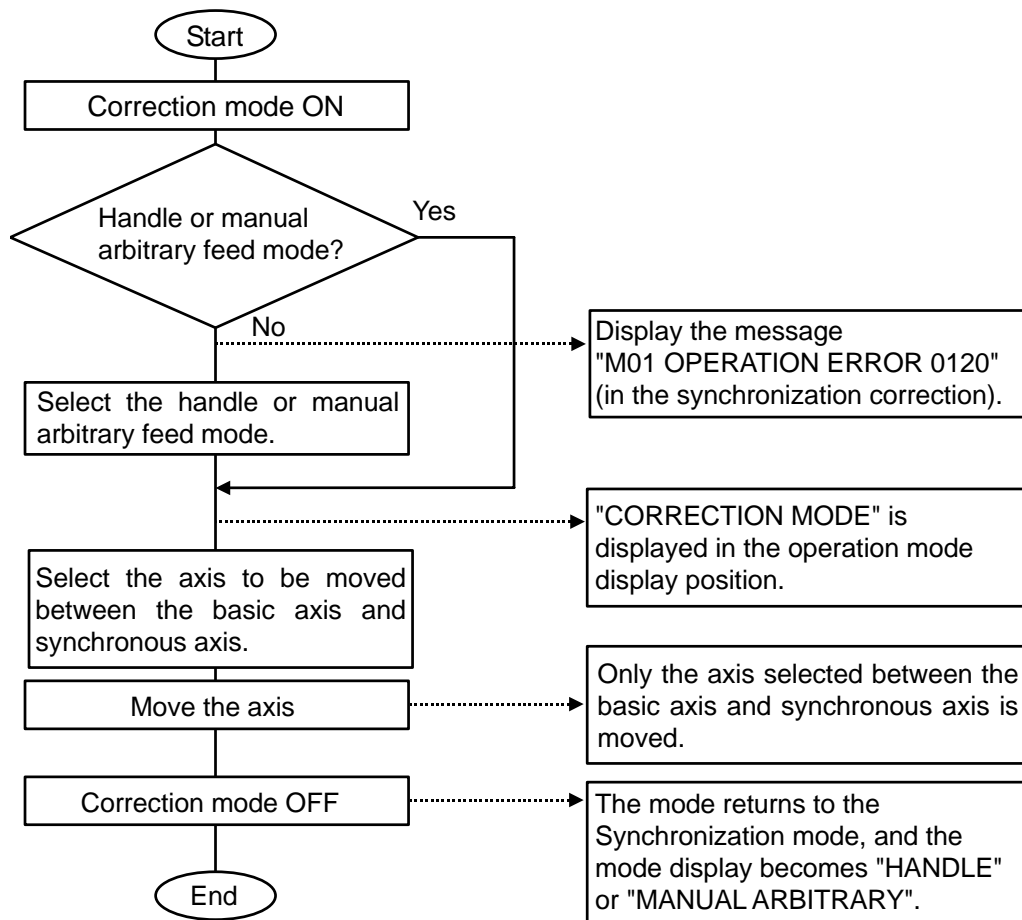 Start
Correction mode ON
Handle or manual
arbitrary feed mode?
Yes
No
Display the message
"M01 OPERATION ERROR 0120"
(in the synchronization correction).
Select the handle or manual
arbitrary feed mode.
"CORRECTION MODE" is
displayed in the operation mode
display position.
Select the axis to be moved
between the basic axis and
synchronous axis.
Move the axis
Only the axis selected between the
basic axis and synchronous axis is
moved.
Correction mode OFF
The mode returns to the
Synchronization mode, and the
mode display becomes "HANDLE"
or "MANUAL ARBITRARY".
End